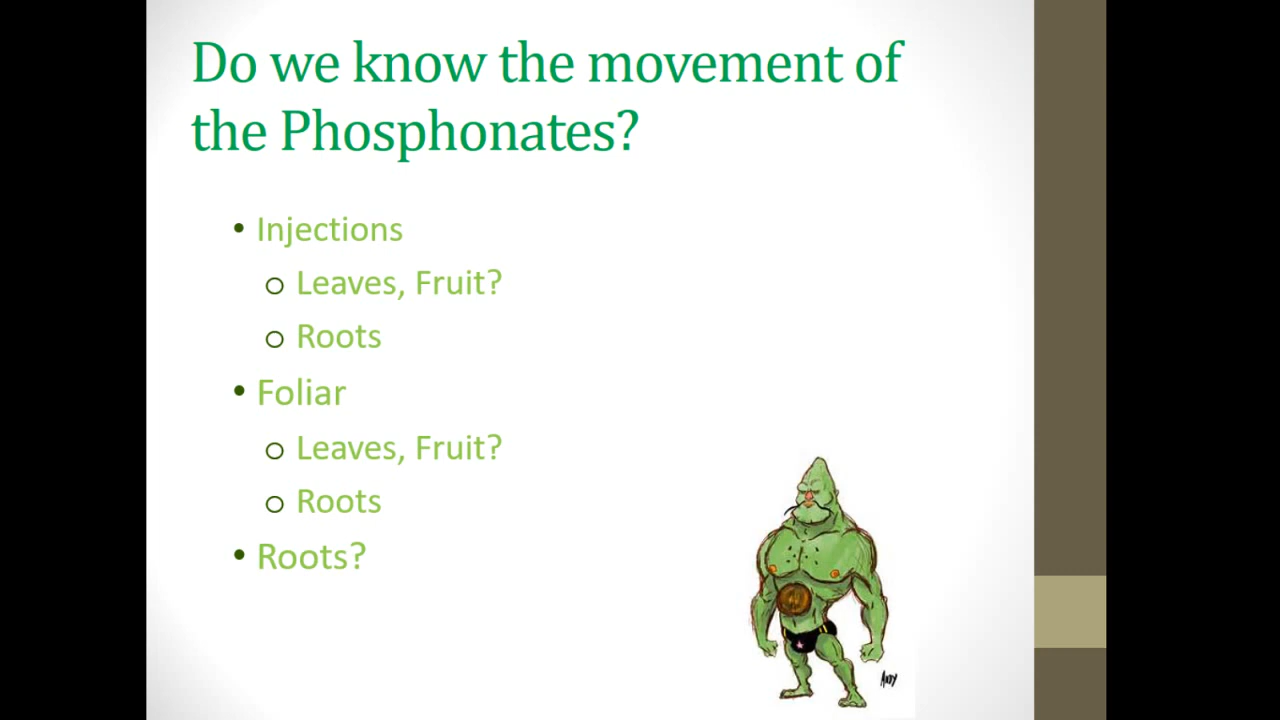 Do we know the movement of
the Phosphonates?
• Injections
o Leaves, Fruit?
o Roots
• Foliar
o Leaves, Fruit?
o Roots
• Roots?
ANDY